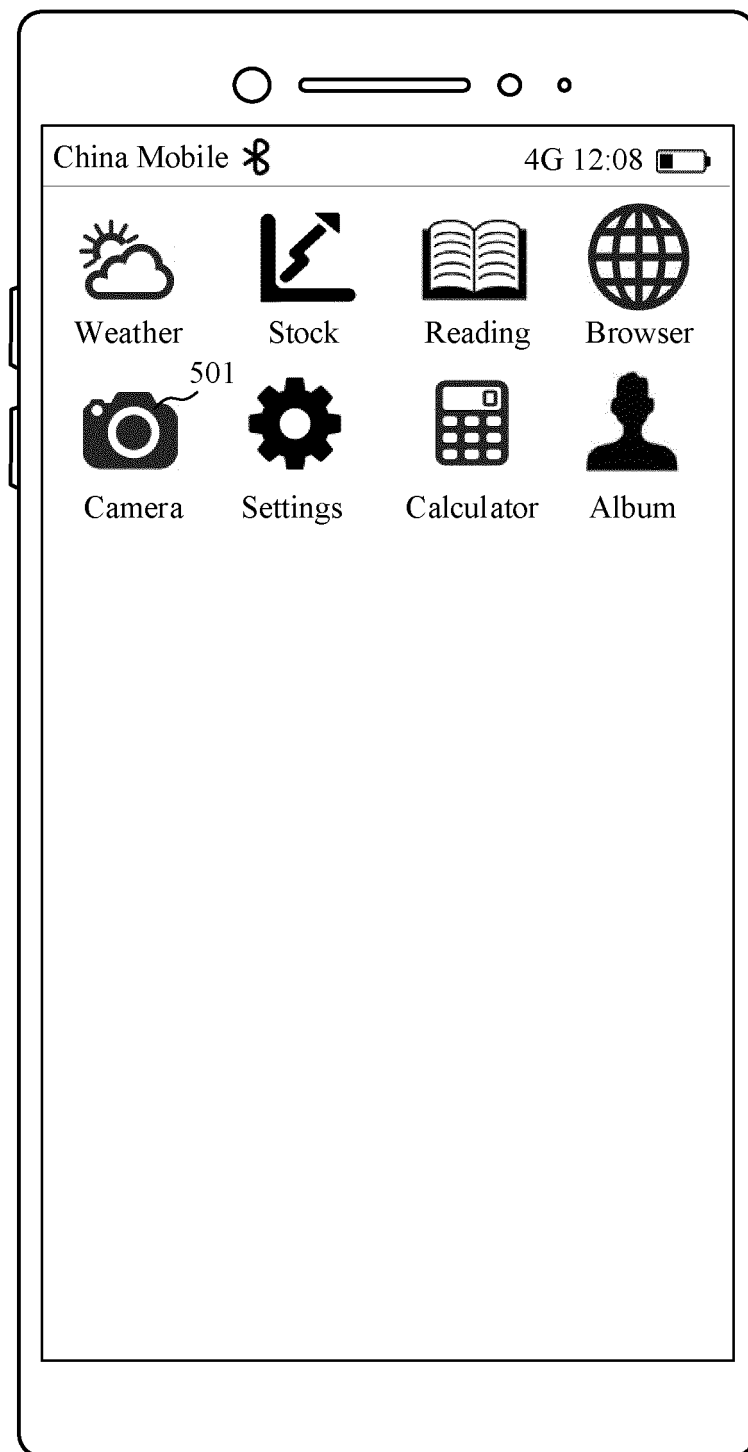 China Mobile 4G 12:08
Weather Stock Reading Browser
501
Camera Settings Calculator Album